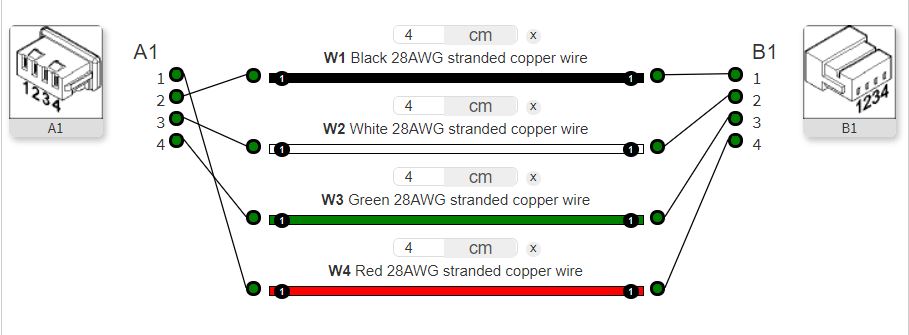 4 cm x
A1 W1 Black 28AWG stranded copper wire B1
1 1 1 1
2 2
4 cm x
1234 1234
3 W2 White 28AWG stranded copper wire 3
A1 B1
4 1 1 4
4 cm x
W3 Green 28AWG stranded copper wire
1 1
4 cm x
W4 Red 28AWG stranded copper wire
1 1